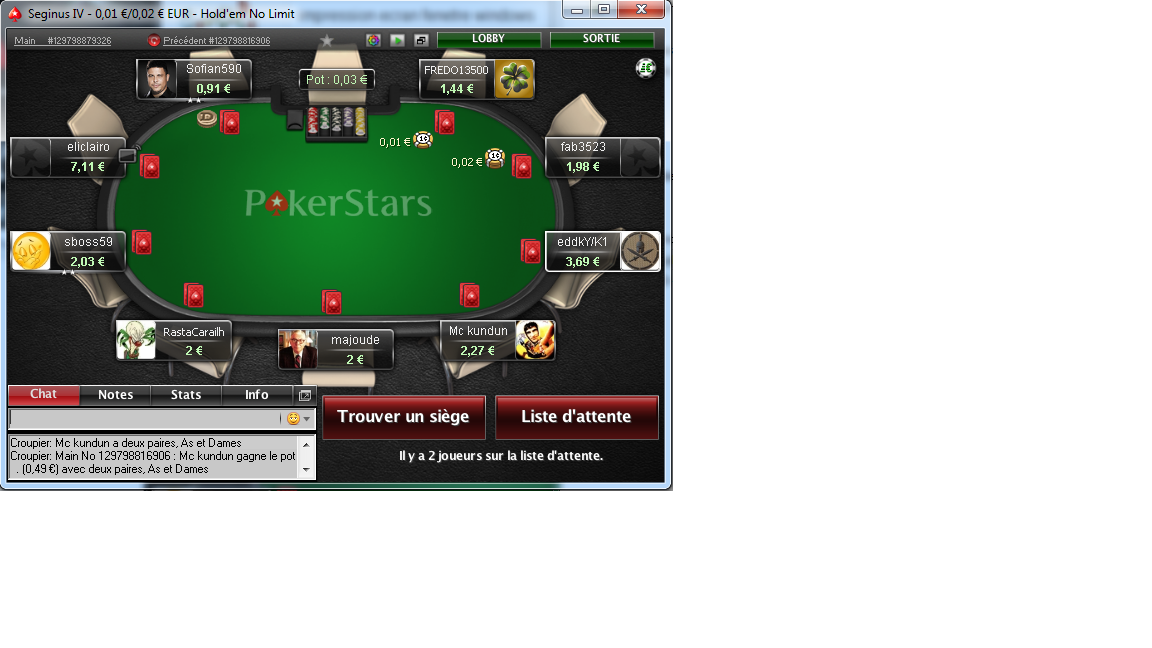 Seginus IV - 0,01 €/0,02 € EUR - Hold'em No Limit
Main #129798879326
Précédent #129798816906
LOBBY
SORTIE
Sofian590
0,91 €
Pot : 0,03 €
FREDO13500
1,44 €
D
0,01 €
0,02 €
eliclairo
7,11 €
fab3523
1,98 €
PokerStars
sboss59
2,03 €
eddkY/K1
3,69 €
RastaCarailh
2 €
majoude
2 €
Mc kundun
2,27 €
Chat
Notes
Stats
Info
Trouver un siège
Liste d'attente
Croupier: Mc kundun a deux paires, As et Dames
Croupier: Main No 129798816906 : Mc kundun gagne le pot
. (0,49 €) avec deux paires, As et Dames
Il y a 2 joueurs sur la liste d'attente.